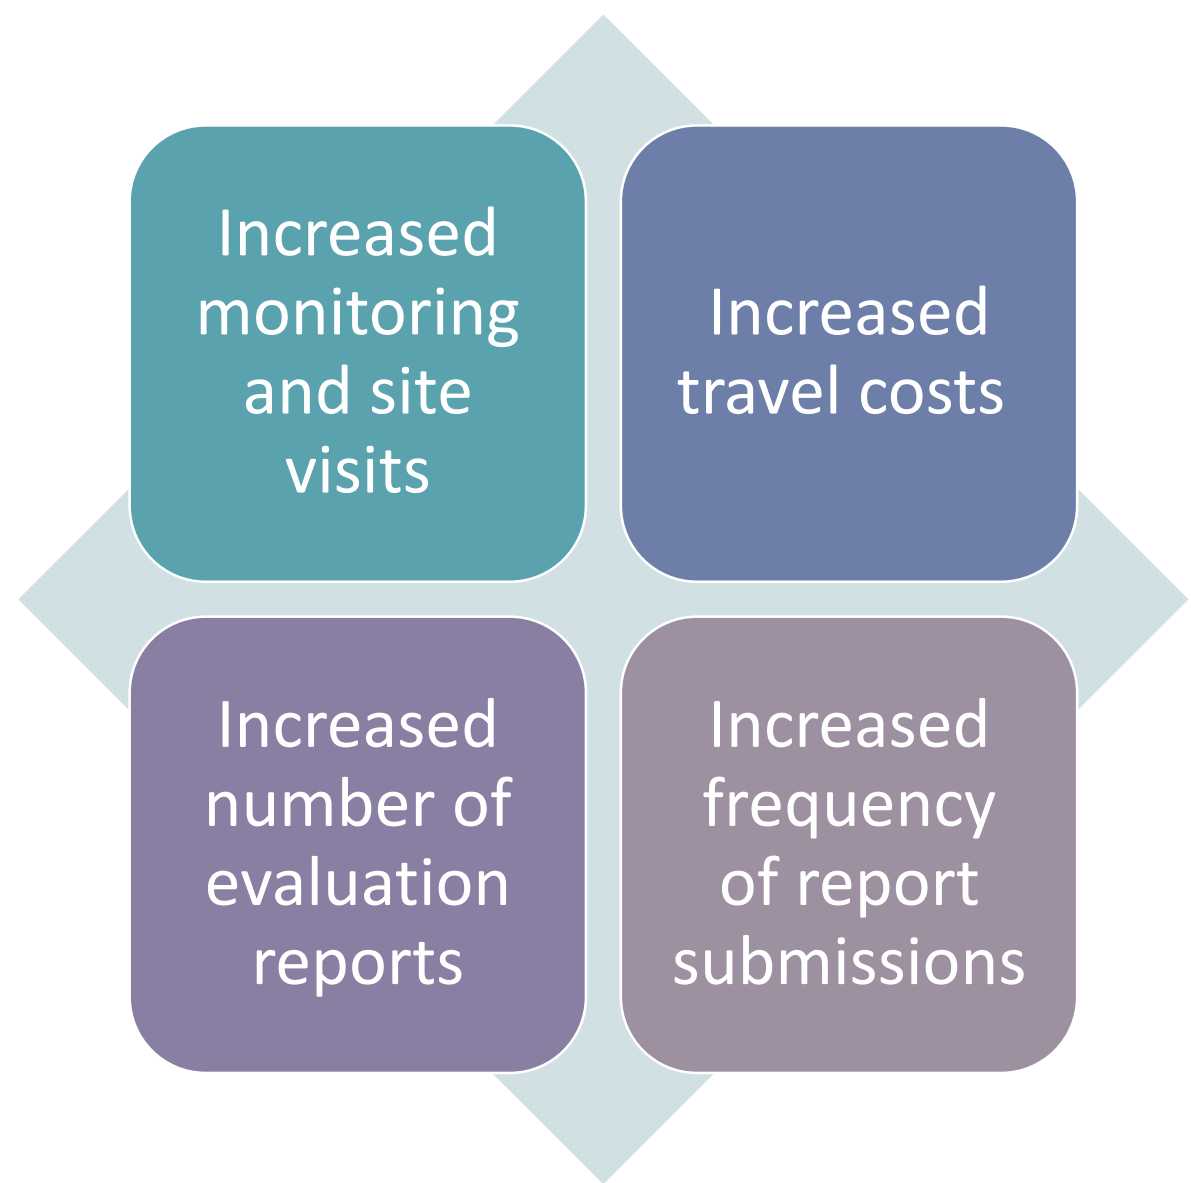 Increased
monitoring
and site
visits
Increased
travel costs
Increased
number of
evaluation
reports
Increased
frequency
of report
submissions